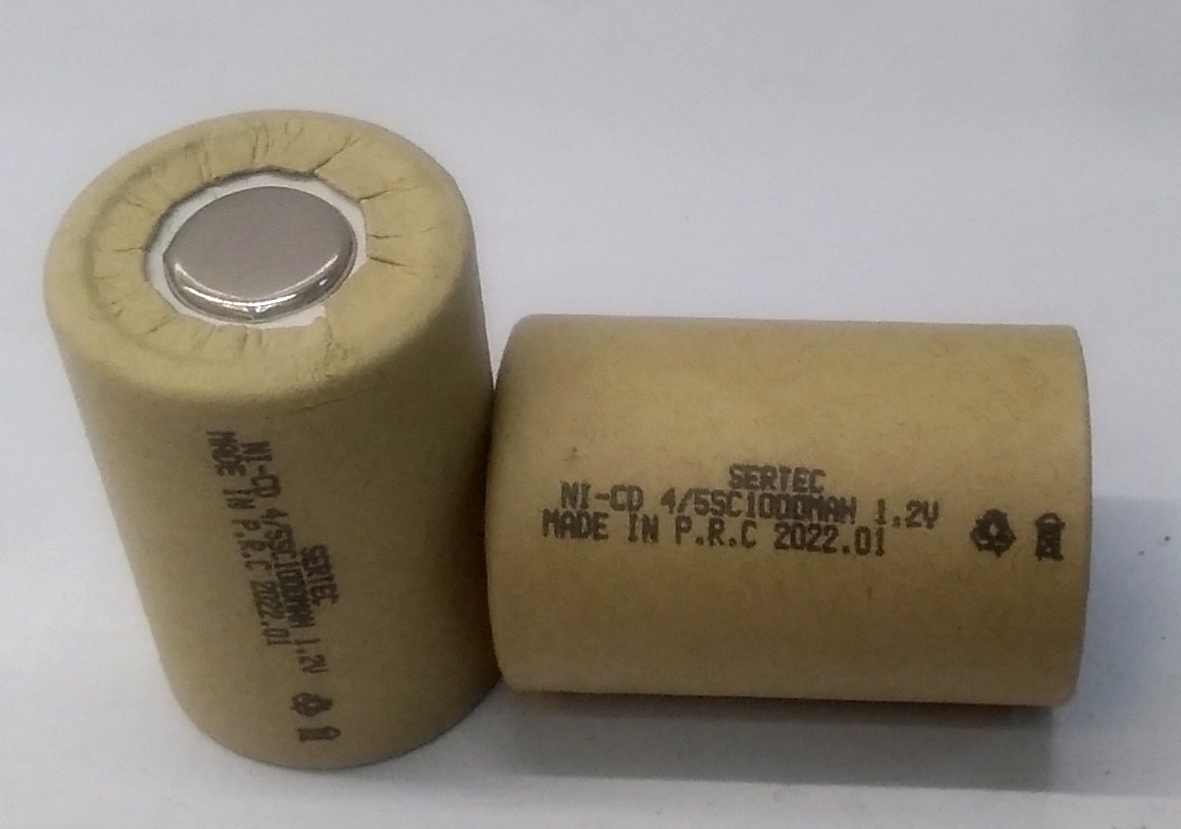 NI-CD 4/5SC1000MAH 1.2V
SERTEC
MADE IN P.R.C 2022.01
SERTEC
NI-CD 4/5SC1000MAH 1.2V
MADE IN P.R.C 2022.01